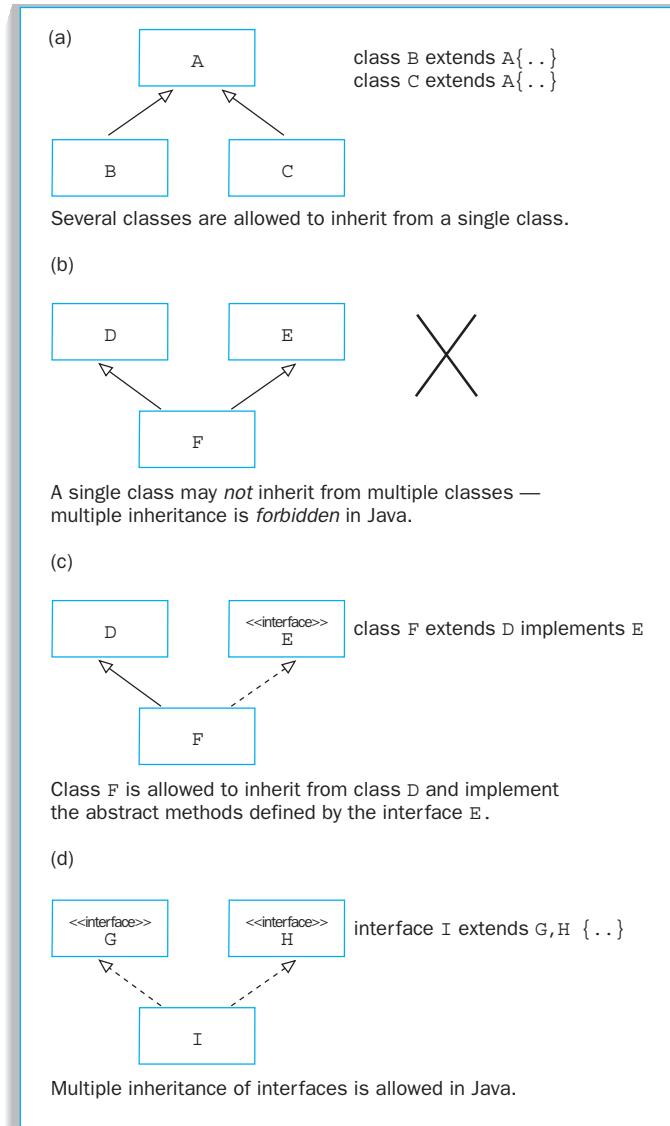 (a)
A
class B extends A{..}
class C extends A{..}
B
C
Several classes are allowed to inherit from a single class.
(b)
D
E
F
A single class may not inherit from multiple classes —
multiple inheritance is forbidden in Java.
(c)
D
<<interface>>
E
class F extends D implements E
F
Class F is allowed to inherit from class D and implement
the abstract methods defined by the interface E.
(d)
<<interface>>
G
<<interface>>
H
interface I extends G,H {..}
I
Multiple inheritance of interfaces is allowed in Java.